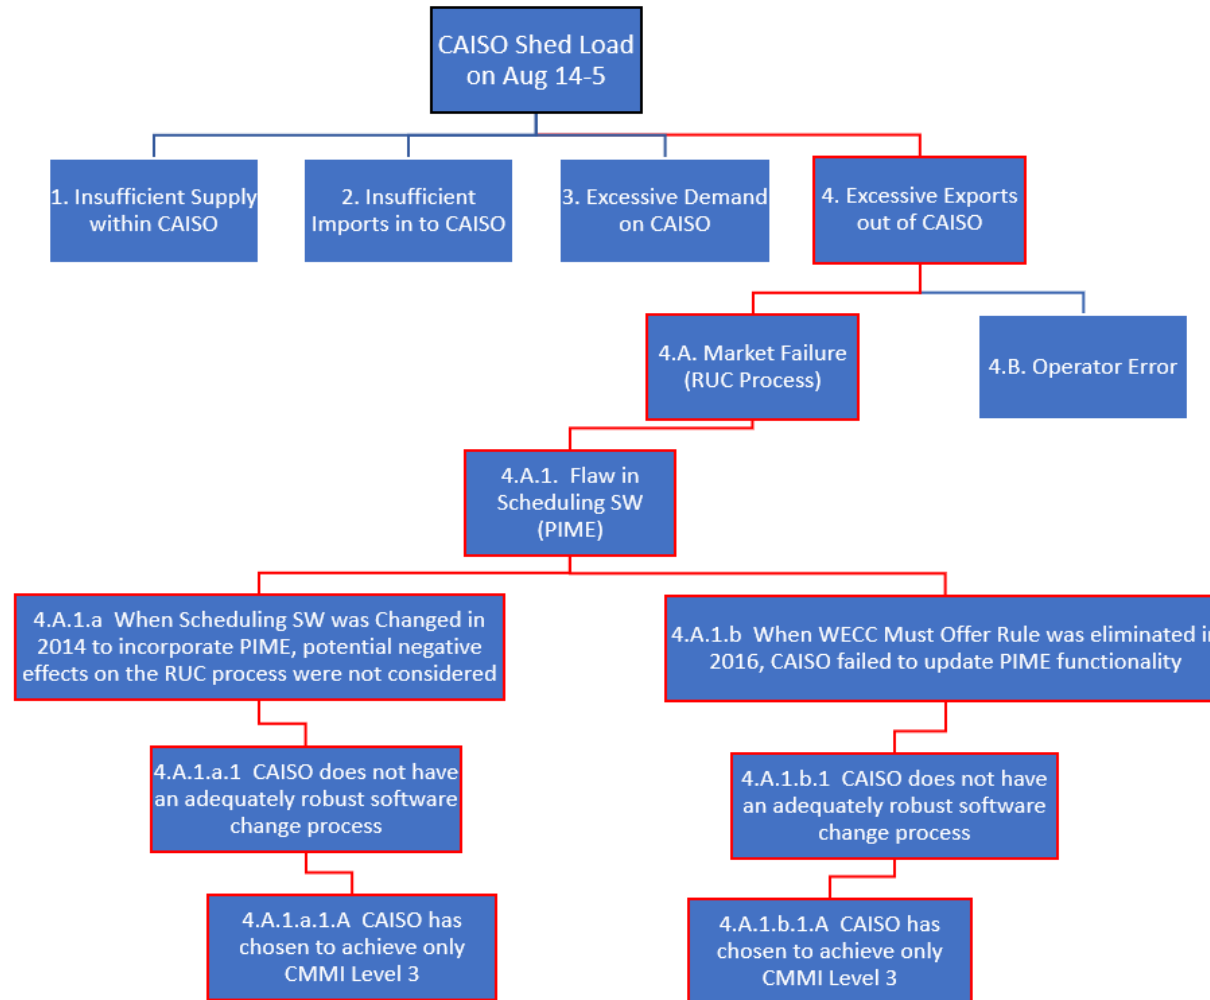 CAISO Shed Load
on Aug 14-5
1. Insufficient Supply
within CAISO
2. Insufficient
Imports in to CAISO
3. Excessive Demand
on CAISO
4. Excessive Exports
out of CAISO
4.A. Market Failure
(RUC Process)
4.B. Operator Error
4.A.1.  Flaw in
Scheduling SW
(PIME)
4.A.1.a  When Scheduling SW was Changed in
2014 to incorporate PIME, potential negative
effects on the RUC process were not considered
4.A.1.b  When WECC Must Offer Rule was eliminated in
2016, CAISO failed to update PIME functionality
4.A.1.a.1  CAISO does not have
an adequately robust software
change process
4.A.1.b.1  CAISO does not have
an adequately robust software
change process
4.A.1.a.1.A  CAISO has
chosen to achieve only
CMMI Level 3
4.A.1.b.1.A  CAISO has
chosen to achieve only
CMMI Level 3